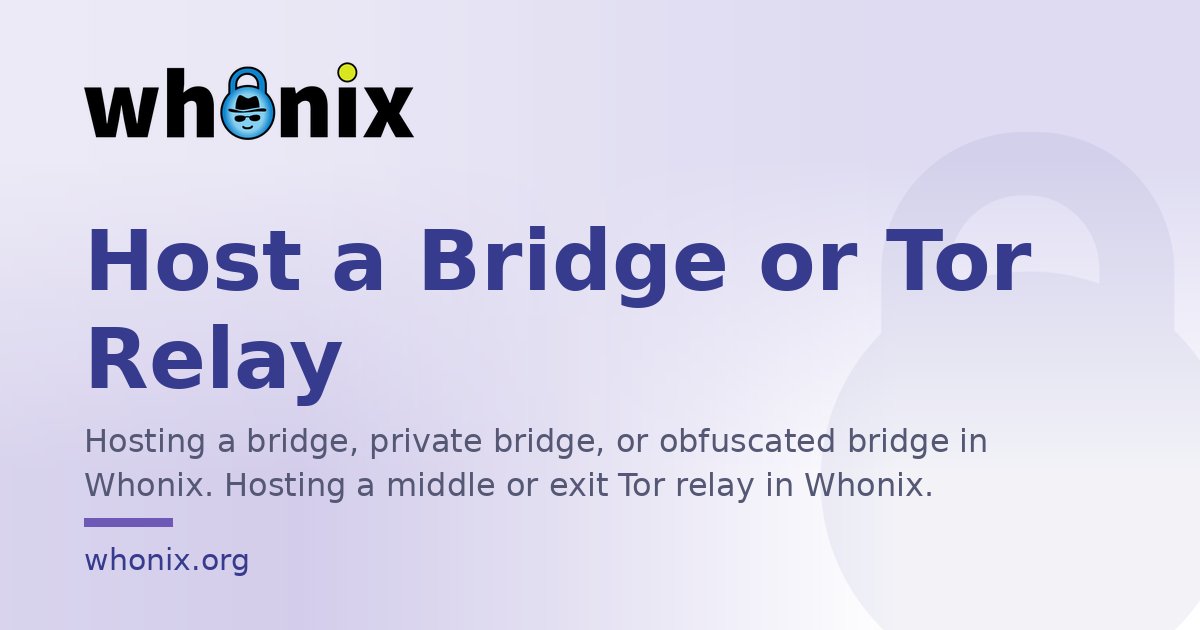 whonix
Host a Bridge or Tor
Relay
Hosting a bridge, private bridge, or obfuscated bridge in
Whonix. Hosting a middle or exit Tor relay in Whonix.
whonix.org